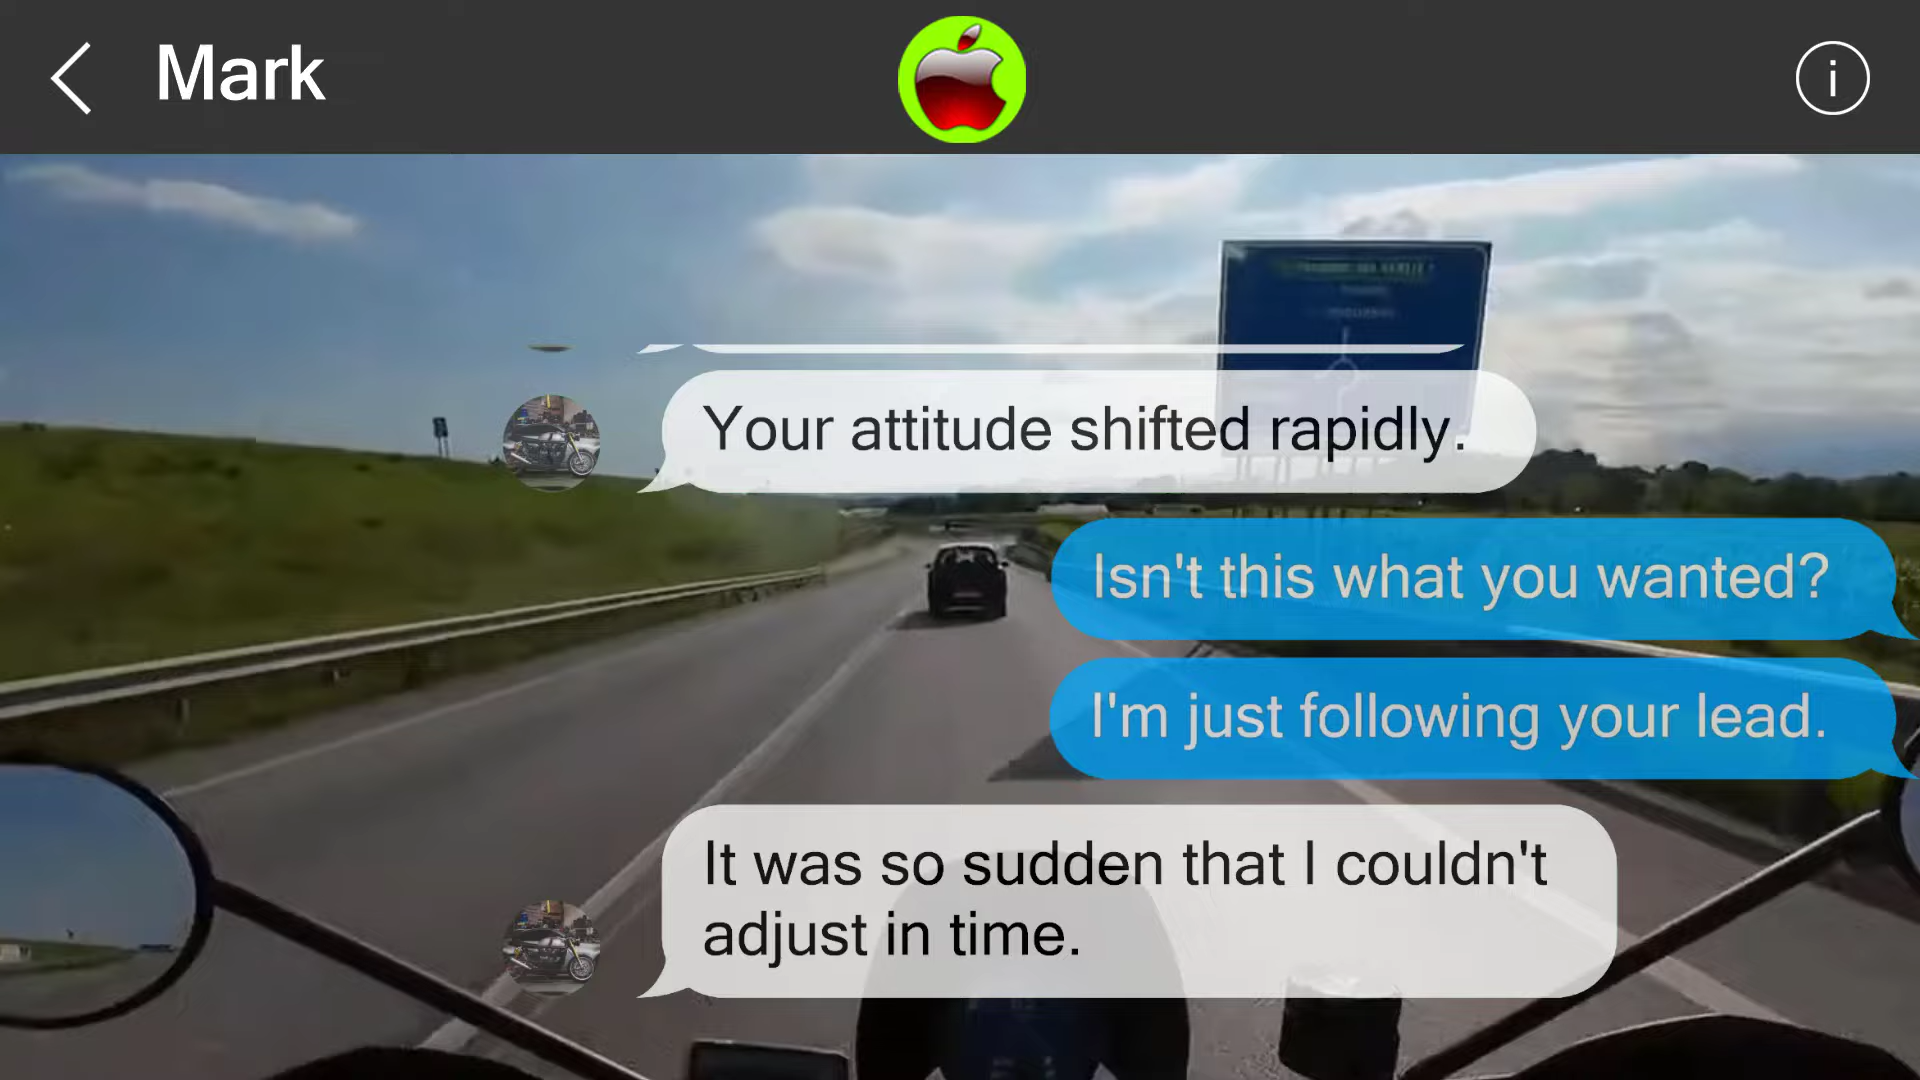 Mark
i
Your attitude shifted rapidly.
Isn't this what you wanted?
I'm just following your lead.
It was so sudden that I couldn't
adjust in time.